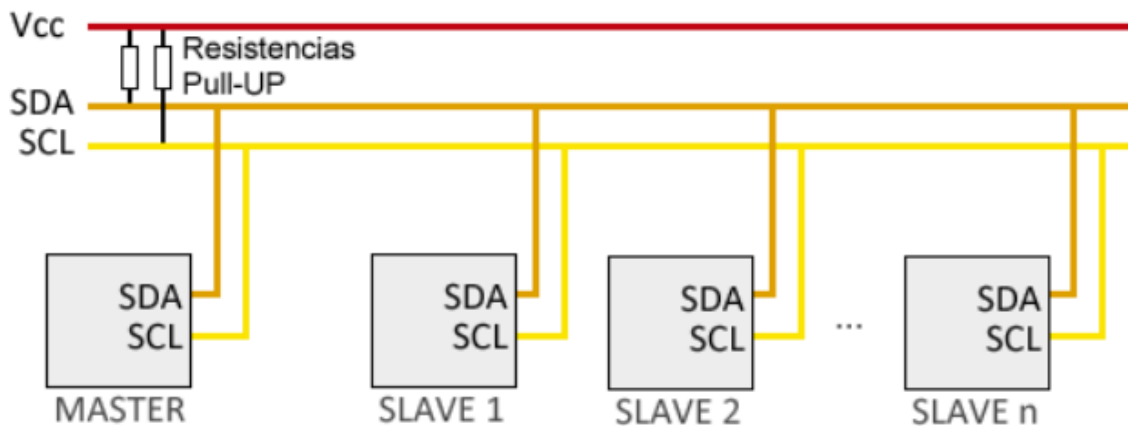 Vcc
Resistencias
Pull-UP
SDA
SCL
SDA
SCL
SDA
SCL
SDA
SCL
...
SDA
SCL
MASTER
SLAVE 1
SLAVE 2
SLAVE n